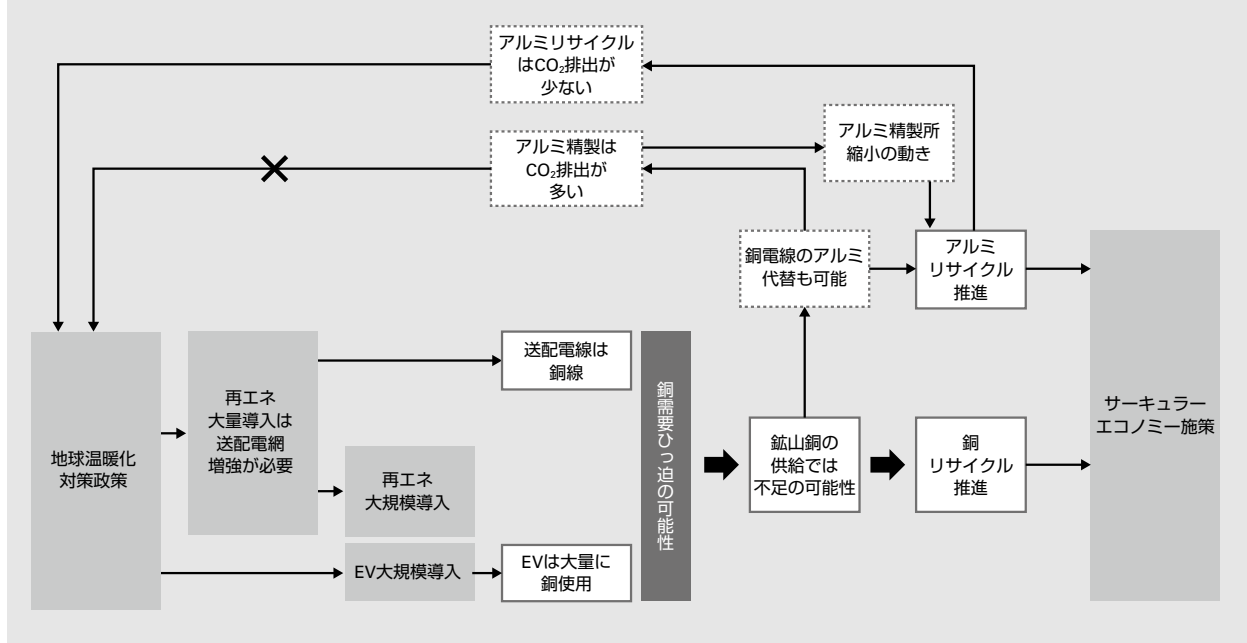 アルミリサイクル
はCO₂排出が
少ない
アルミ精製は
CO₂排出が
多い
アルミ精製所
縮小の動き
銅電線のアルミ
代替も可能
アルミ
リサイクル
推進
地球温暖化
対策政策
再エネ
大量導入は
送配電網
増強が必要
送配電線は
銅線
再エネ
大規模導入
EV大規模導入
EVは大量に
銅使用
銅需要ひっ迫の可能性
鉱山銅の
供給では
不足の可能性
銅
リサイクル
推進
サーキュラー
エコノミー施策